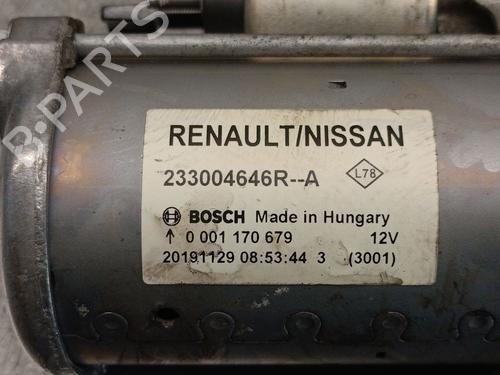 B-PARTS
RENAULT/NISSAN
233004646R--A
L78
BOSCH Made in Hungary
↑ 0 001 170 679 12V
20191129 08:53:44 3 (3001)